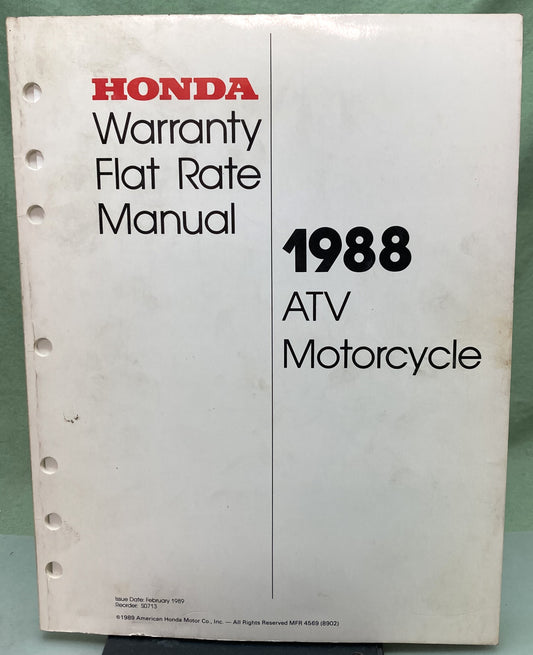 HONDA
Warranty
Flat Rate
Manual
1988
ATV
Motorcycle
Issue Date: February 1989
Reorder: S0713
©1989 American Honda Motor Co., Inc. — All Rights Reserved MFR 4569 (8902)